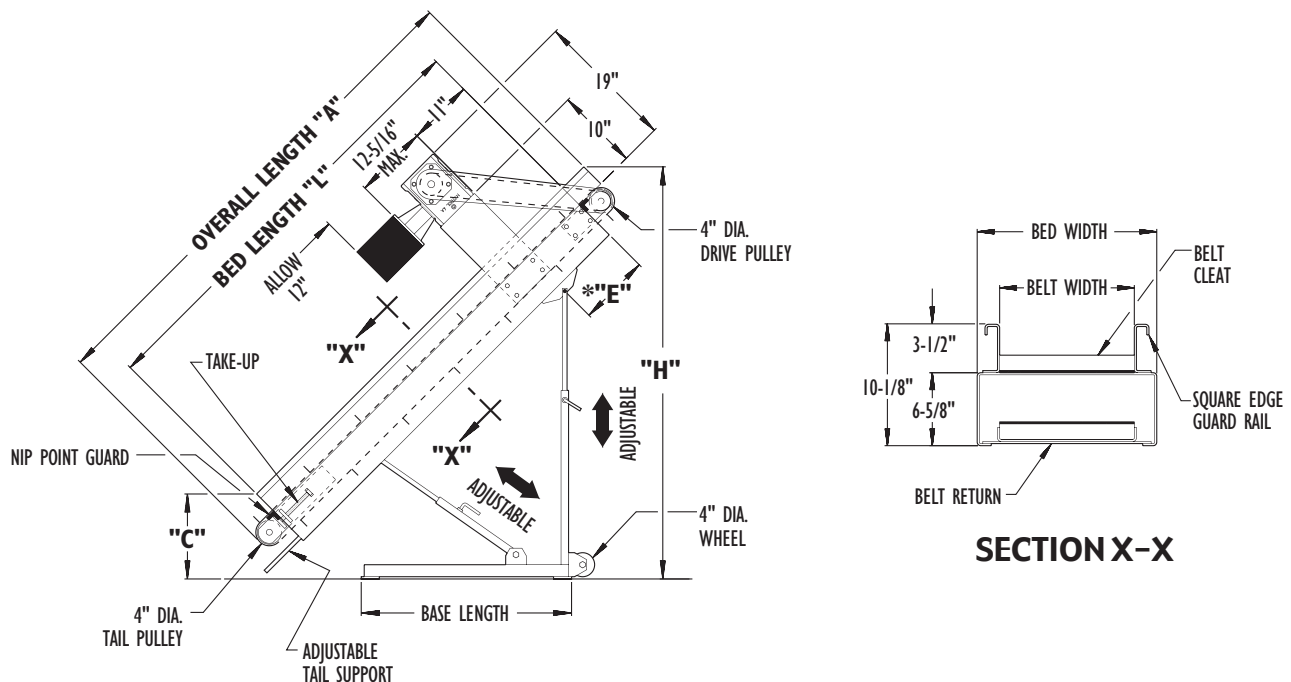 OVERALL LENGTH "A"
BED LENGTH "L"
ALLOW
12"
12-5/16"
MAX.
11"
19"
10"
4" DIA.
DRIVE PULLEY
*"E"
"X"
"H"
TAKE-UP
ADJUSTABLE
"X"
NIP POINT GUARD
ADJUSTABLE
"C"
4" DIA.
WHEEL
4" DIA.
TAIL PULLEY
BASE LENGTH
ADJUSTABLE
TAIL SUPPORT
BED WIDTH
BELT
CLEAT
BELT WIDTH
3-1/2"
10-1/8"
6-5/8"
SQUARE EDGE
GUARD RAIL
BELT RETURN
SECTION X-X